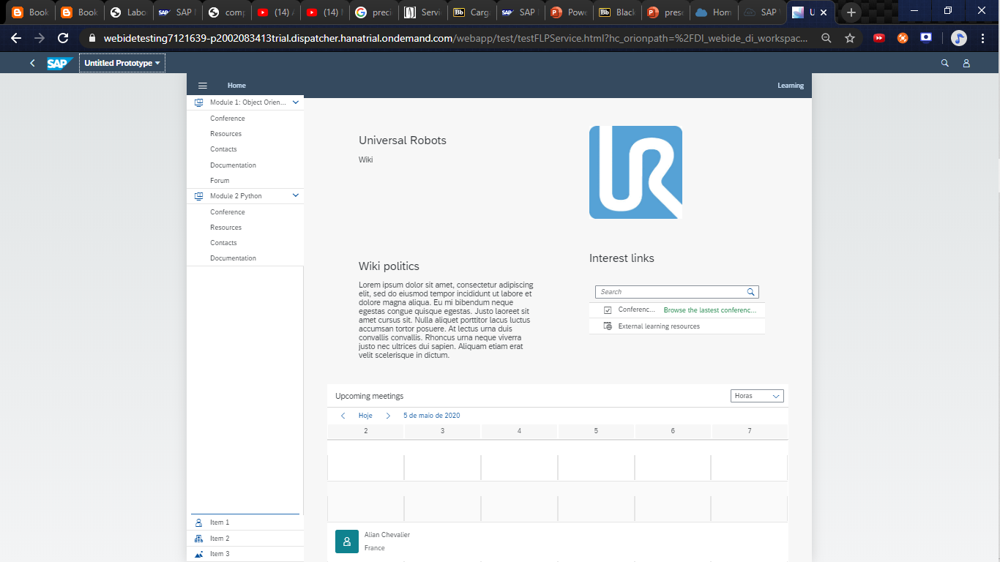 Book
Book
Labo
SAP
com
(14)
(14)
preci
Servi
Carga
SAP
Powe
Black
prese
Hom
SAP
U
webidetesting7121639-p2002083413trial.dispatcher.hanatrial.ondemand.com/webapp/test/testFLPService.html?hc_orionpath=%2FDI_webide_di_workspac...
SAP
Untitled Prototype
Home
Learning
Module 1: Object Orien...
Conference
Resources
Contacts
Documentation
Forum
Module 2 Python
Conference
Resources
Contacts
Documentation
Item 1
Item 2
Item 3
Universal Robots
Wiki
UR
Wiki politics
Lorem ipsum dolor sit amet, consectetur adipiscing
elit, sed do eiusmod tempor incididunt ut labore et
dolore magna aliqua. Eu mi bibendum neque
egestas congue quisque egestas. Justo laoreet sit
amet cursus sit. Nulla aliquet porttitor lacus luctus
accumsan tortor posuere. At lectus urna duis
convallis convallis. Rhoncus urna neque viverra
justo nec ultrices dui sapien. Aliquam etiam erat
velit scelerisque in dictum.
Interest links
Search
Conferenc... Browse the lastest conferenc...
External learning resources
Upcoming meetings
Horas
Hoje
5 de maio de 2020
2 3 4 5 6 7
Alian Chevalier
France